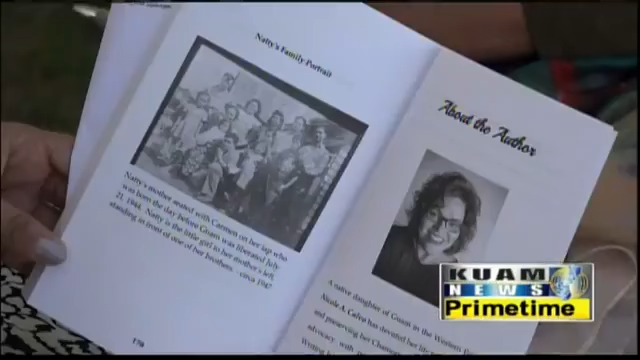 Natty's Family Portrait
Natty's mother seated with Carmen on her lap who
was born the day before Guam was liberated July
21, 1944. Natty is the little girl to her mother's left
standing in front of one of her brothers. circa 1947
170
About the Author
A native daughter of Guam in the Western
Nicole A. Calvo has devoted her
and preserving her
advocacy; with
Writing
KUAM
NEWS
Primetime